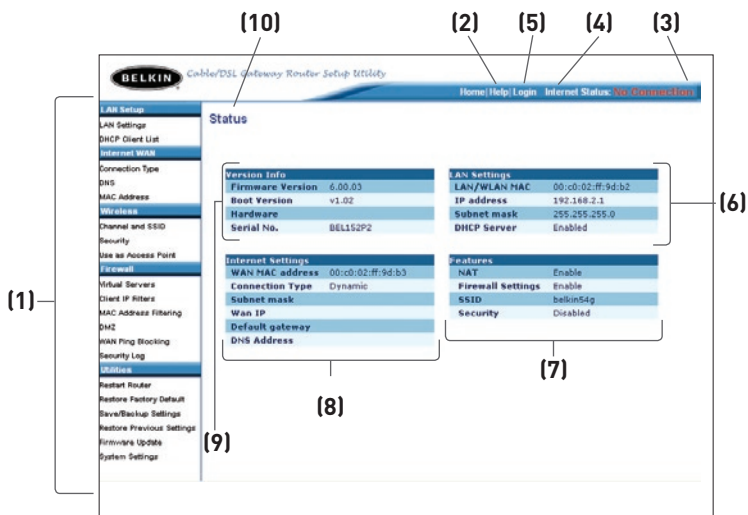 (10) (2) (5) (4) (3)
BELKIN Cable/DSL Gateway Router Setup Utility
Home|Help|Login Internet Status: No Connection
(1)
LAN Setup
LAN Settings
DHCP Client List
Internet WAN
Connection Type
DNS
MAC Address
Wireless
Channel and SSID
Security
Use as Access Point
Firewall
Virtual Servers
Client IP Filters
MAC Address Filtering
DMZ
WAN Ping Blocking
Security Log
Utilities
Restart Router
Restore Factory Default
Save/Backup Settings
Restore Previous Settings
Firmware Update
System Settings
Status
Version Info
Firmware Version 6.00.03
Boot Version v1.02
Hardware
Serial No. BEL152P2
(9)
LAN Settings
LAN/WLAN MAC 00:c0:02:ff:9d:b2
IP address 192.168.2.1
Subnet mask 255.255.255.0
DHCP Server Enabled
(6)
Internet Settings
WAN MAC address 00:c0:02:ff:9d:b3
Connection Type Dynamic
Subnet mask
Wan IP
Default gateway
DNS Address
(8)
Features
NAT Enable
Firewall Settings Enable
SSID belkin54g
Security Disabled
(7)